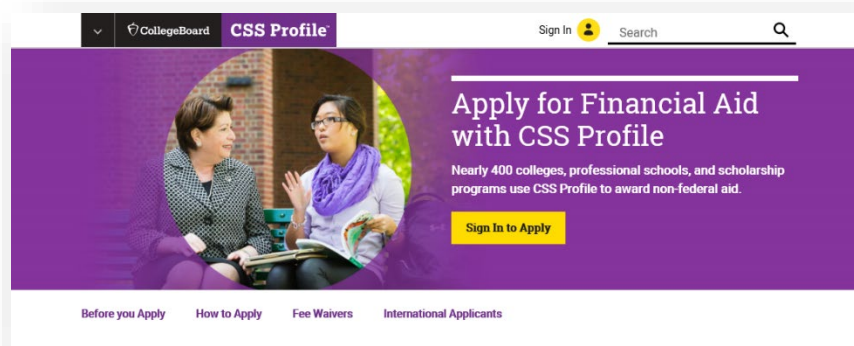 CollegeBoard CSS Profile™ Sign In Search
Apply for Financial Aid
with CSS Profile
Nearly 400 colleges, professional schools, and scholarship
programs use CSS Profile to award non-federal aid.
Sign In to Apply
Before you Apply How to Apply Fee Waivers International Applicants